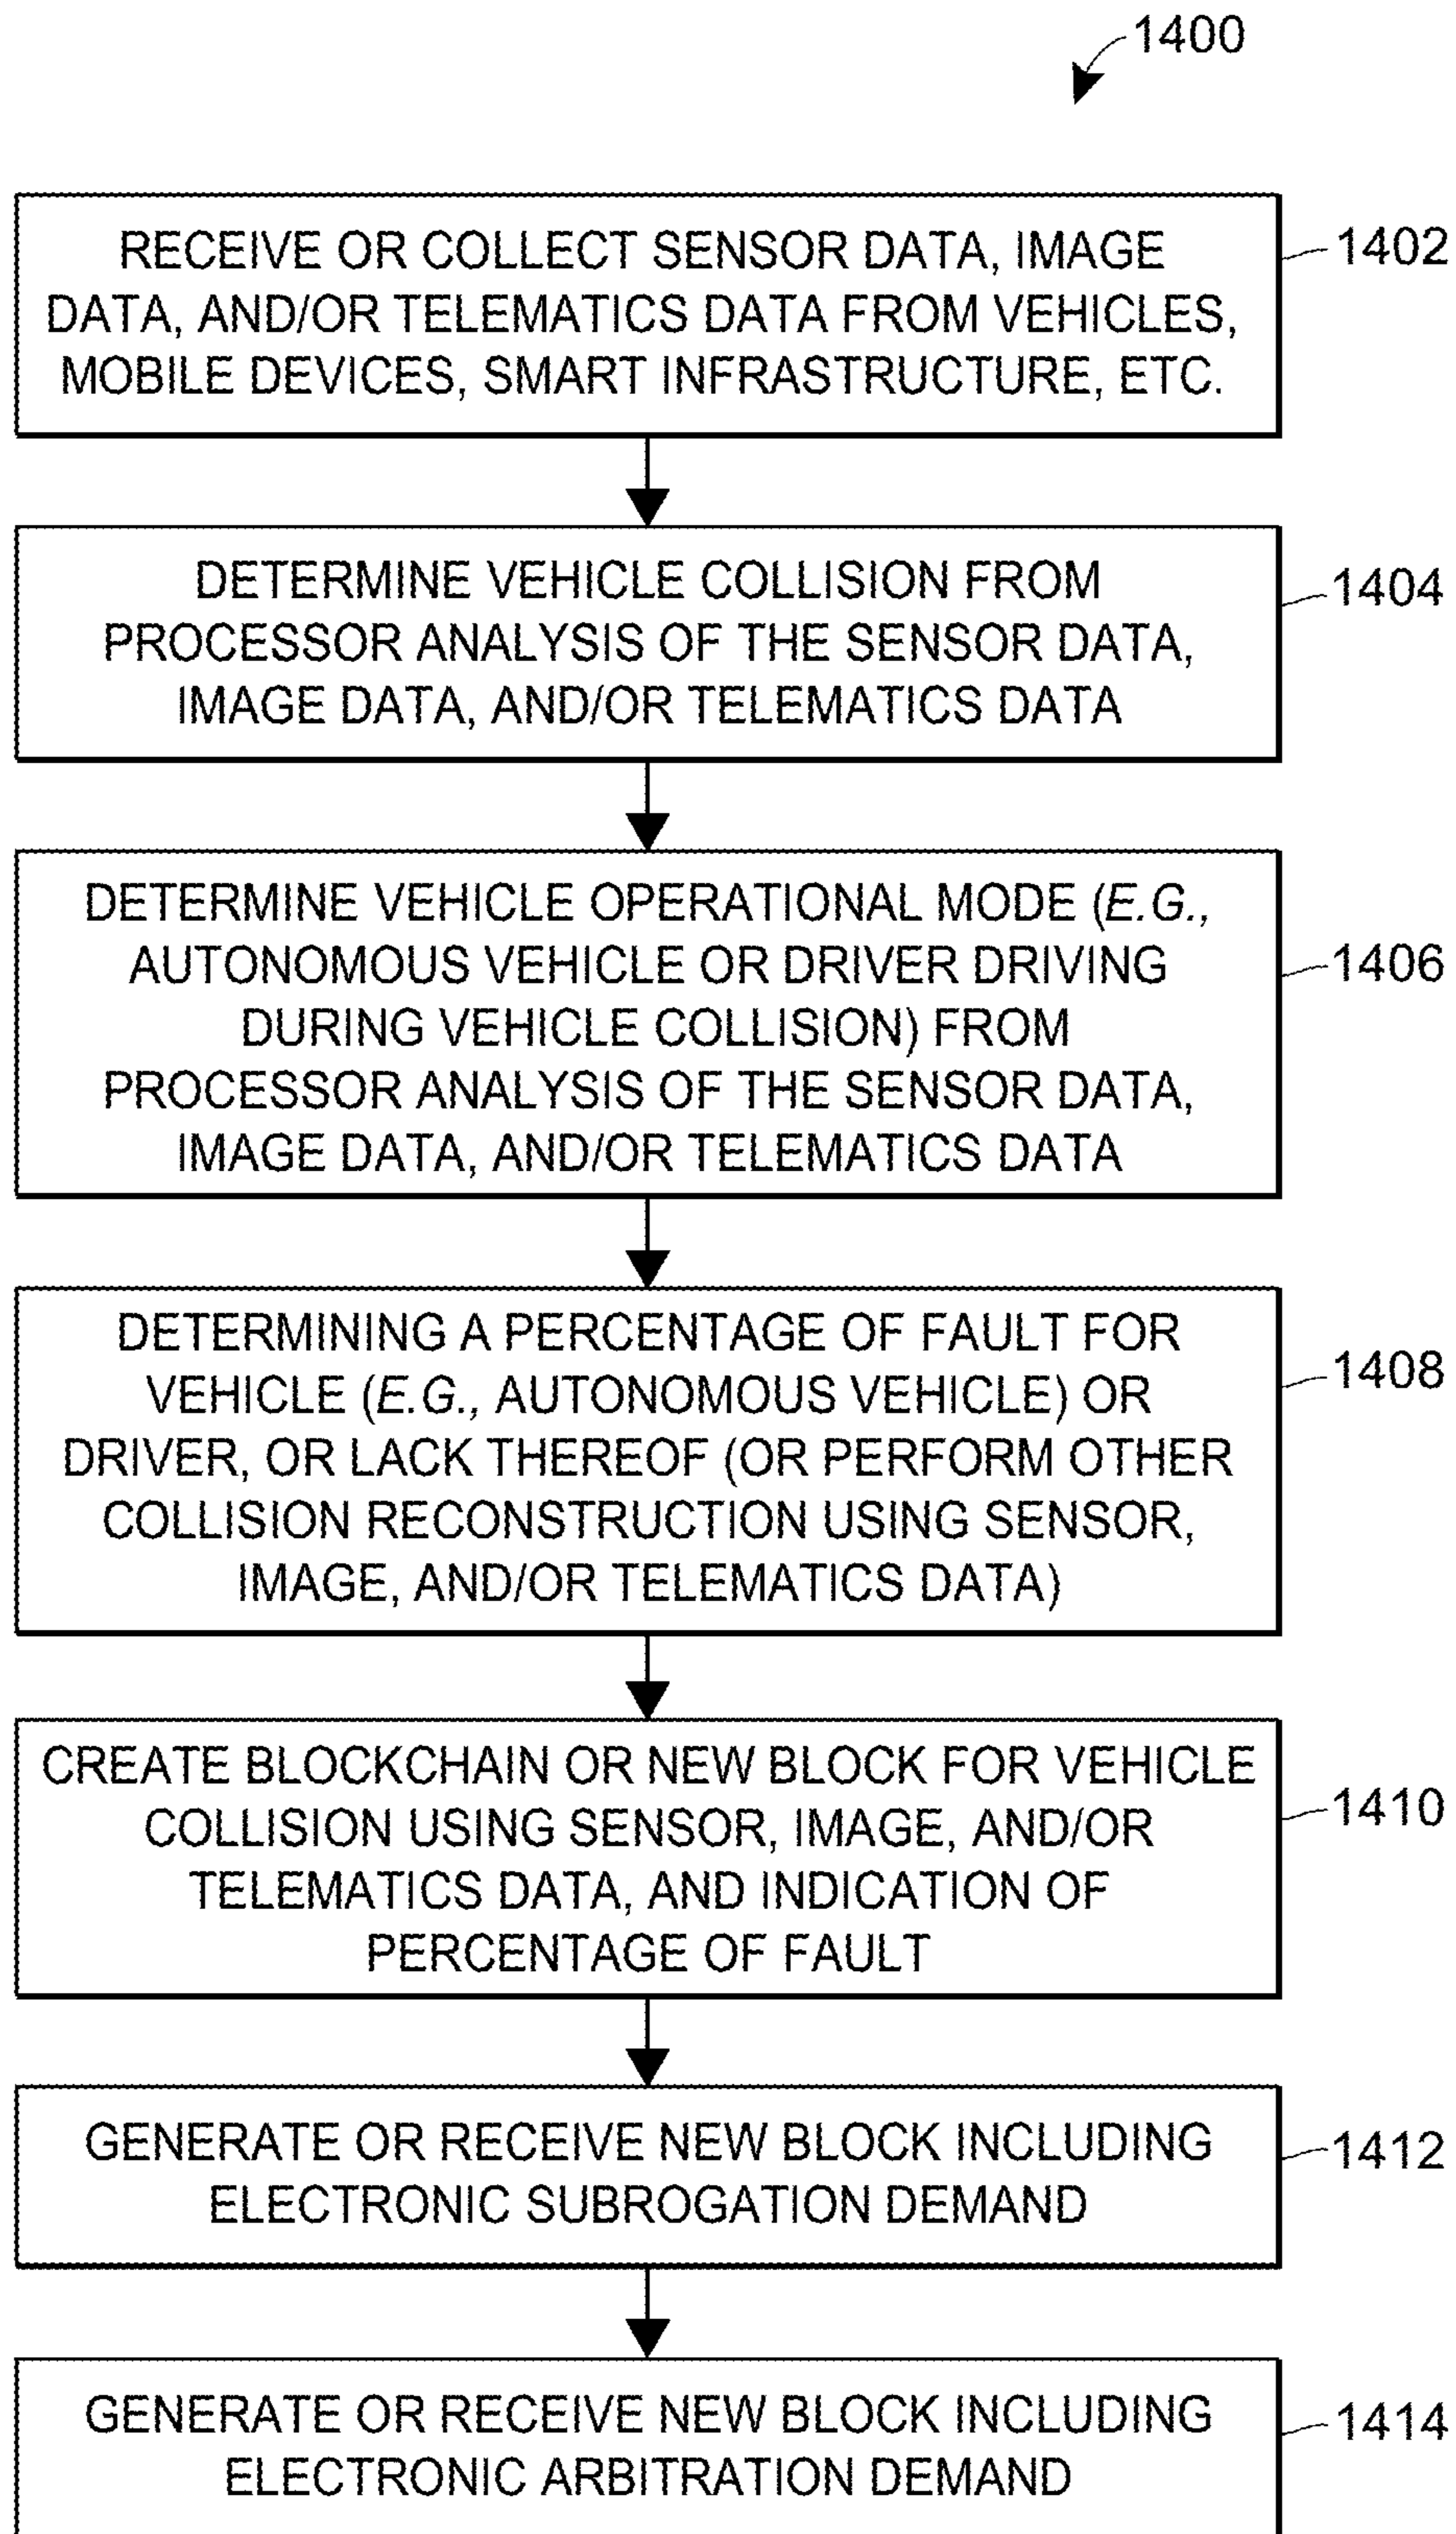 1400
RECEIVE OR COLLECT SENSOR DATA, IMAGE
DATA, AND/OR TELEMATICS DATA FROM VEHICLES,
MOBILE DEVICES, SMART INFRASTRUCTURE, ETC.
1402
DETERMINE VEHICLE COLLISION FROM
PROCESSOR ANALYSIS OF THE SENSOR DATA,
IMAGE DATA, AND/OR TELEMATICS DATA
1404
DETERMINE VEHICLE OPERATIONAL MODE (E.G.,
AUTONOMOUS VEHICLE OR DRIVER DRIVING
DURING VEHICLE COLLISION) FROM
PROCESSOR ANALYSIS OF THE SENSOR DATA,
IMAGE DATA, AND/OR TELEMATICS DATA
1406
DETERMINING A PERCENTAGE OF FAULT FOR
VEHICLE (E.G., AUTONOMOUS VEHICLE) OR
DRIVER, OR LACK THEREOF (OR PERFORM OTHER
COLLISION RECONSTRUCTION USING SENSOR,
IMAGE, AND/OR TELEMATICS DATA)
1408
CREATE BLOCKCHAIN OR NEW BLOCK FOR VEHICLE
COLLISION USING SENSOR, IMAGE, AND/OR
TELEMATICS DATA, AND INDICATION OF
PERCENTAGE OF FAULT
1410
GENERATE OR RECEIVE NEW BLOCK INCLUDING
ELECTRONIC SUBROGATION DEMAND
1412
GENERATE OR RECEIVE NEW BLOCK INCLUDING
ELECTRONIC ARBITRATION DEMAND
1414